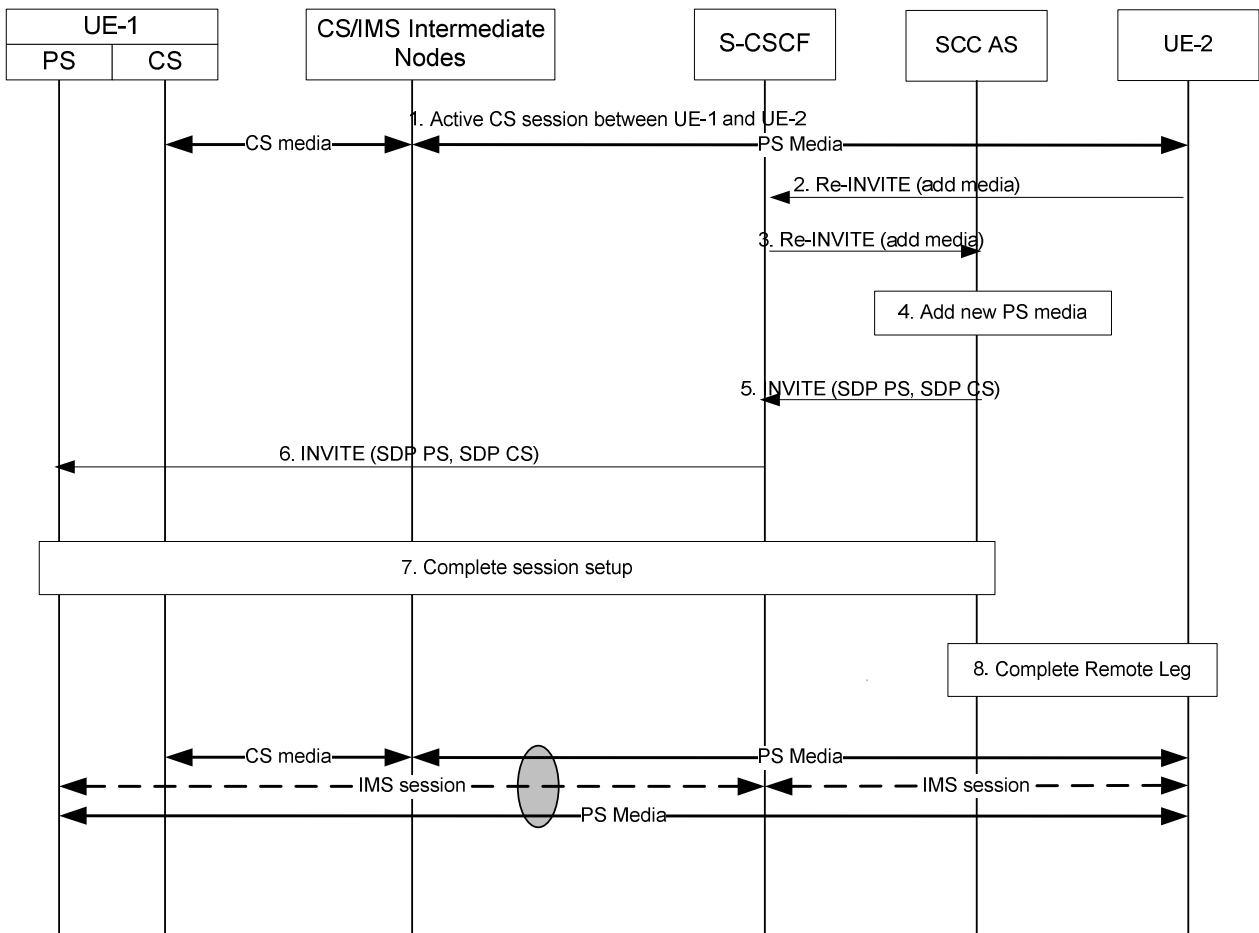 UE-1
PS
CS
CS/IMS Intermediate
Nodes
S-CSCF
SCC AS
UE-2
1. Active CS session between UE-1 and UE-2
CS media
PS Media
2. Re-INVITE (add media)
3. Re-INVITE (add media)
4. Add new PS media
5. INVITE (SDP PS, SDP CS)
6. INVITE (SDP PS, SDP CS)
7. Complete session setup
8. Complete Remote Leg
CS media
PS Media
IMS session
IMS session
PS Media